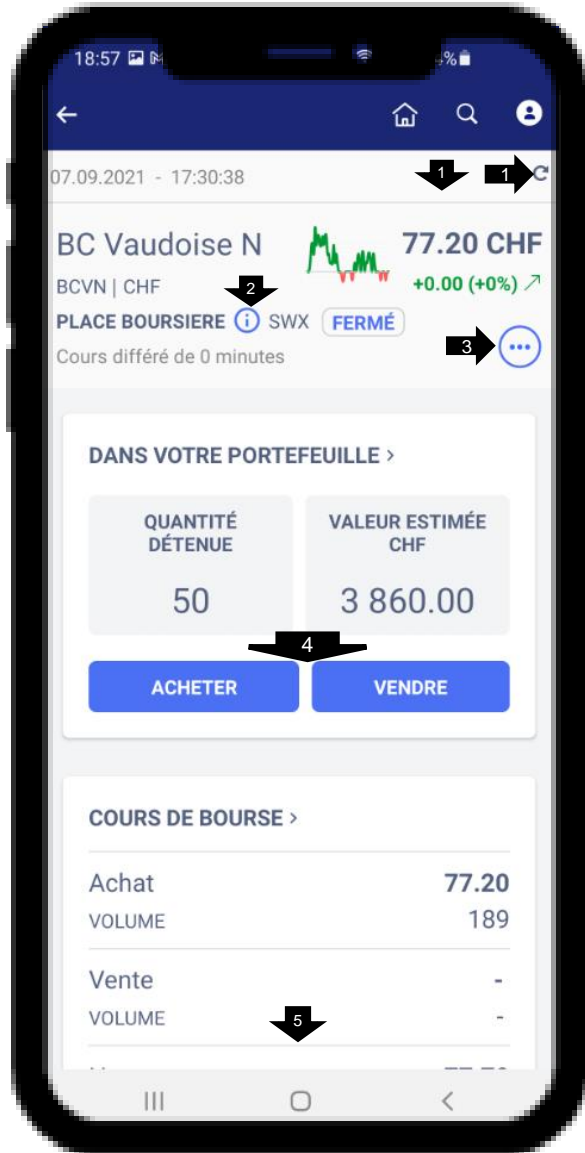 18:57
%
07.09.2021 - 17:30:38
1
1
BC Vaudoise N
77.20 CHF
BCVN | CHF
2
+0.00 (+0%)
PLACE BOURSIERE i SWX FERMÉ
3
Cours différé de 0 minutes
DANS VOTRE PORTEFEUILLE >
QUANTITÉ
DÉTENUE
50
VALEUR ESTIMÉE
CHF
3 860.00
4
ACHETER
VENDRE
COURS DE BOURSE >
Achat 77.20
VOLUME 189
Vente -
VOLUME -
5